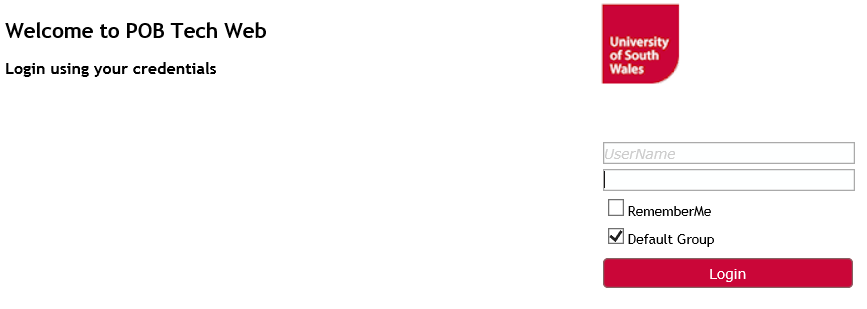 Welcome to POB Tech Web
Login using your credentials
University
of South
Wales
UserName
RememberMe
Default Group
Login